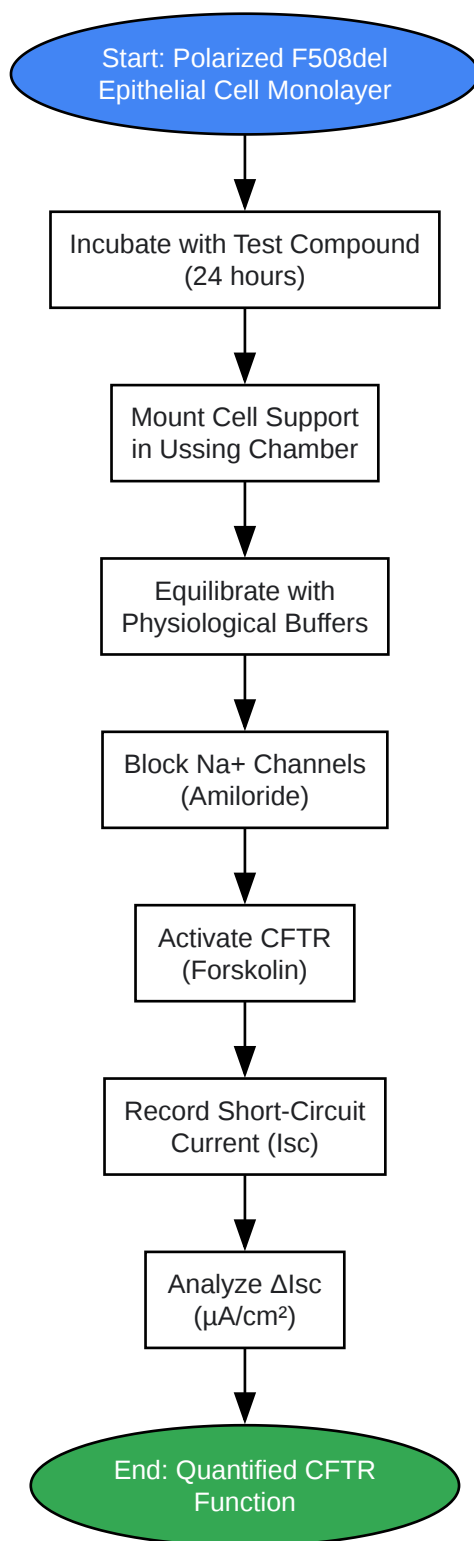 Start: Polarized F508del
Epithelial Cell Monolayer
Incubate with Test Compound
(24 hours)
Mount Cell Support
in Ussing Chamber
Equilibrate with
Physiological Buffers
Block Na+ Channels
(Amiloride)
Activate CFTR
(Forskolin)
Record Short-Circuit
Current (Isc)
Analyze ΔIsc
(µA/cm²)
End: Quantified CFTR
Function